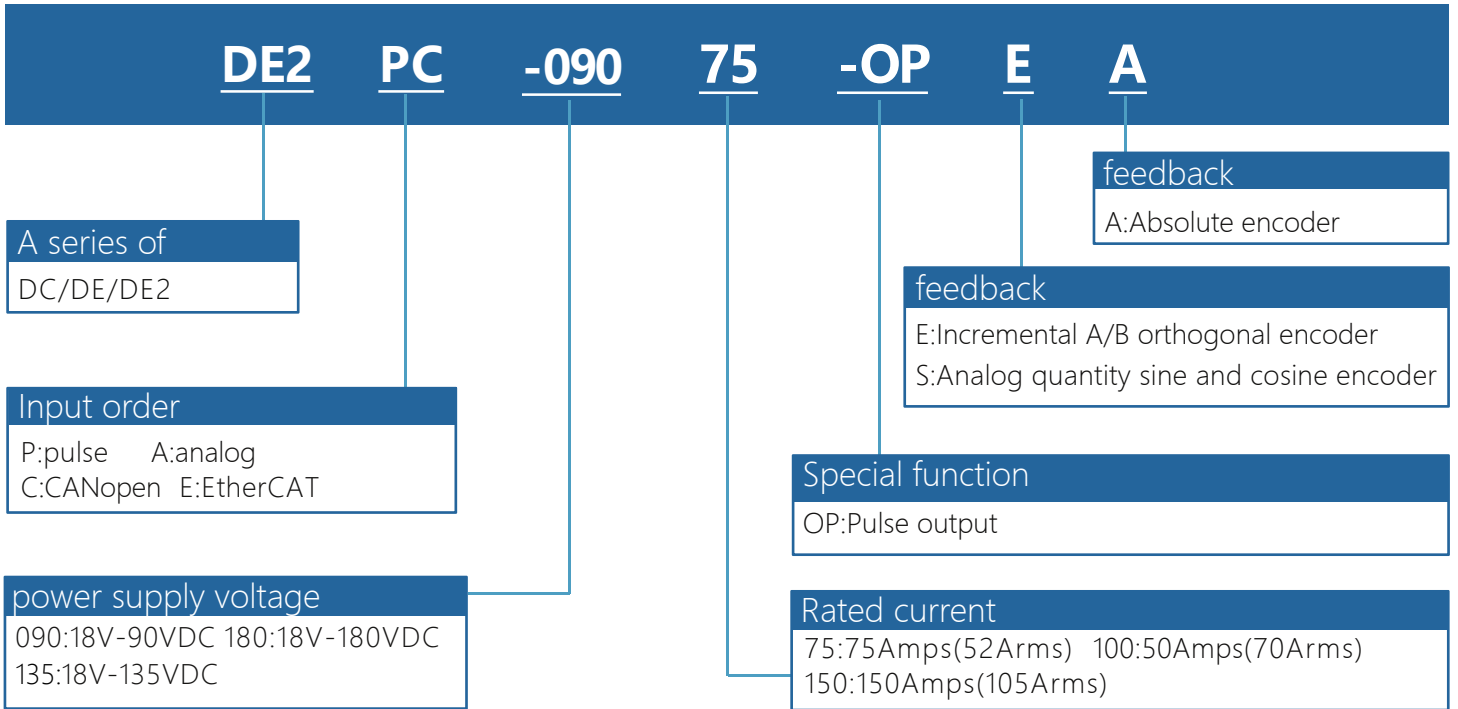 DE2 PC -090 75 -OP E A
feedback
A:Absolute encoder
A series of
DC/DE/DE2
feedback
E:Incremental A/B orthogonal encoder
S:Analog quantity sine and cosine encoder
Input order
P:pulse A:analog
C:CANopen E:EtherCAT
Special function
OP:Pulse output
power supply voltage
090:18V-90VDC 180:18V-180VDC
135:18V-135VDC
Rated current
75:75Amps(52Arms) 100:50Amps(70Arms)
150:150Amps(105Arms)